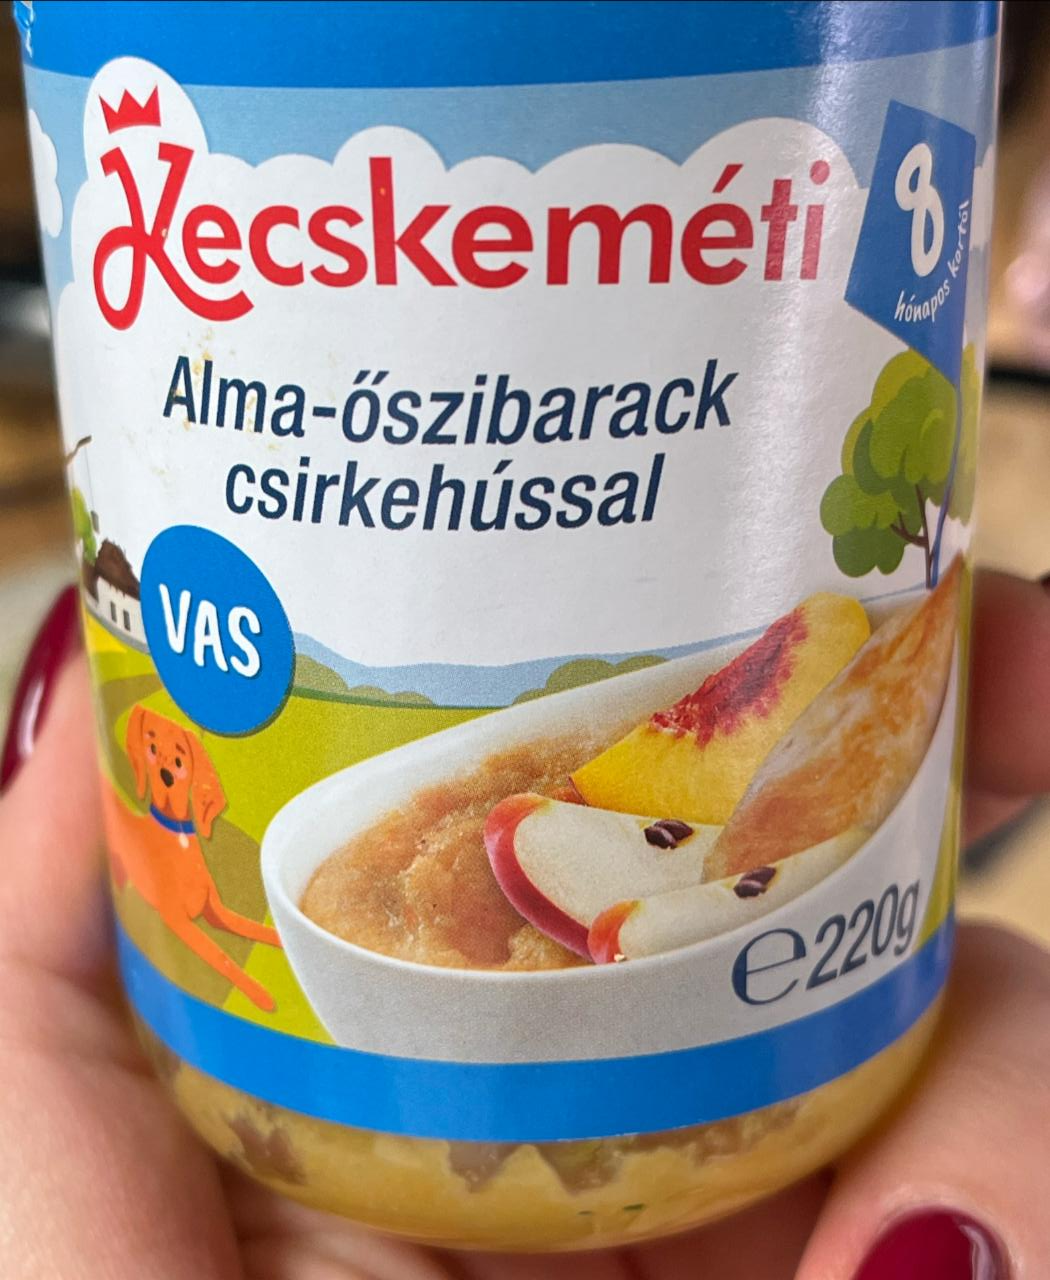 Kecskeméti
8
hónapos kortól
Alma-őszibarack
csirkehússal
VAS
e220g